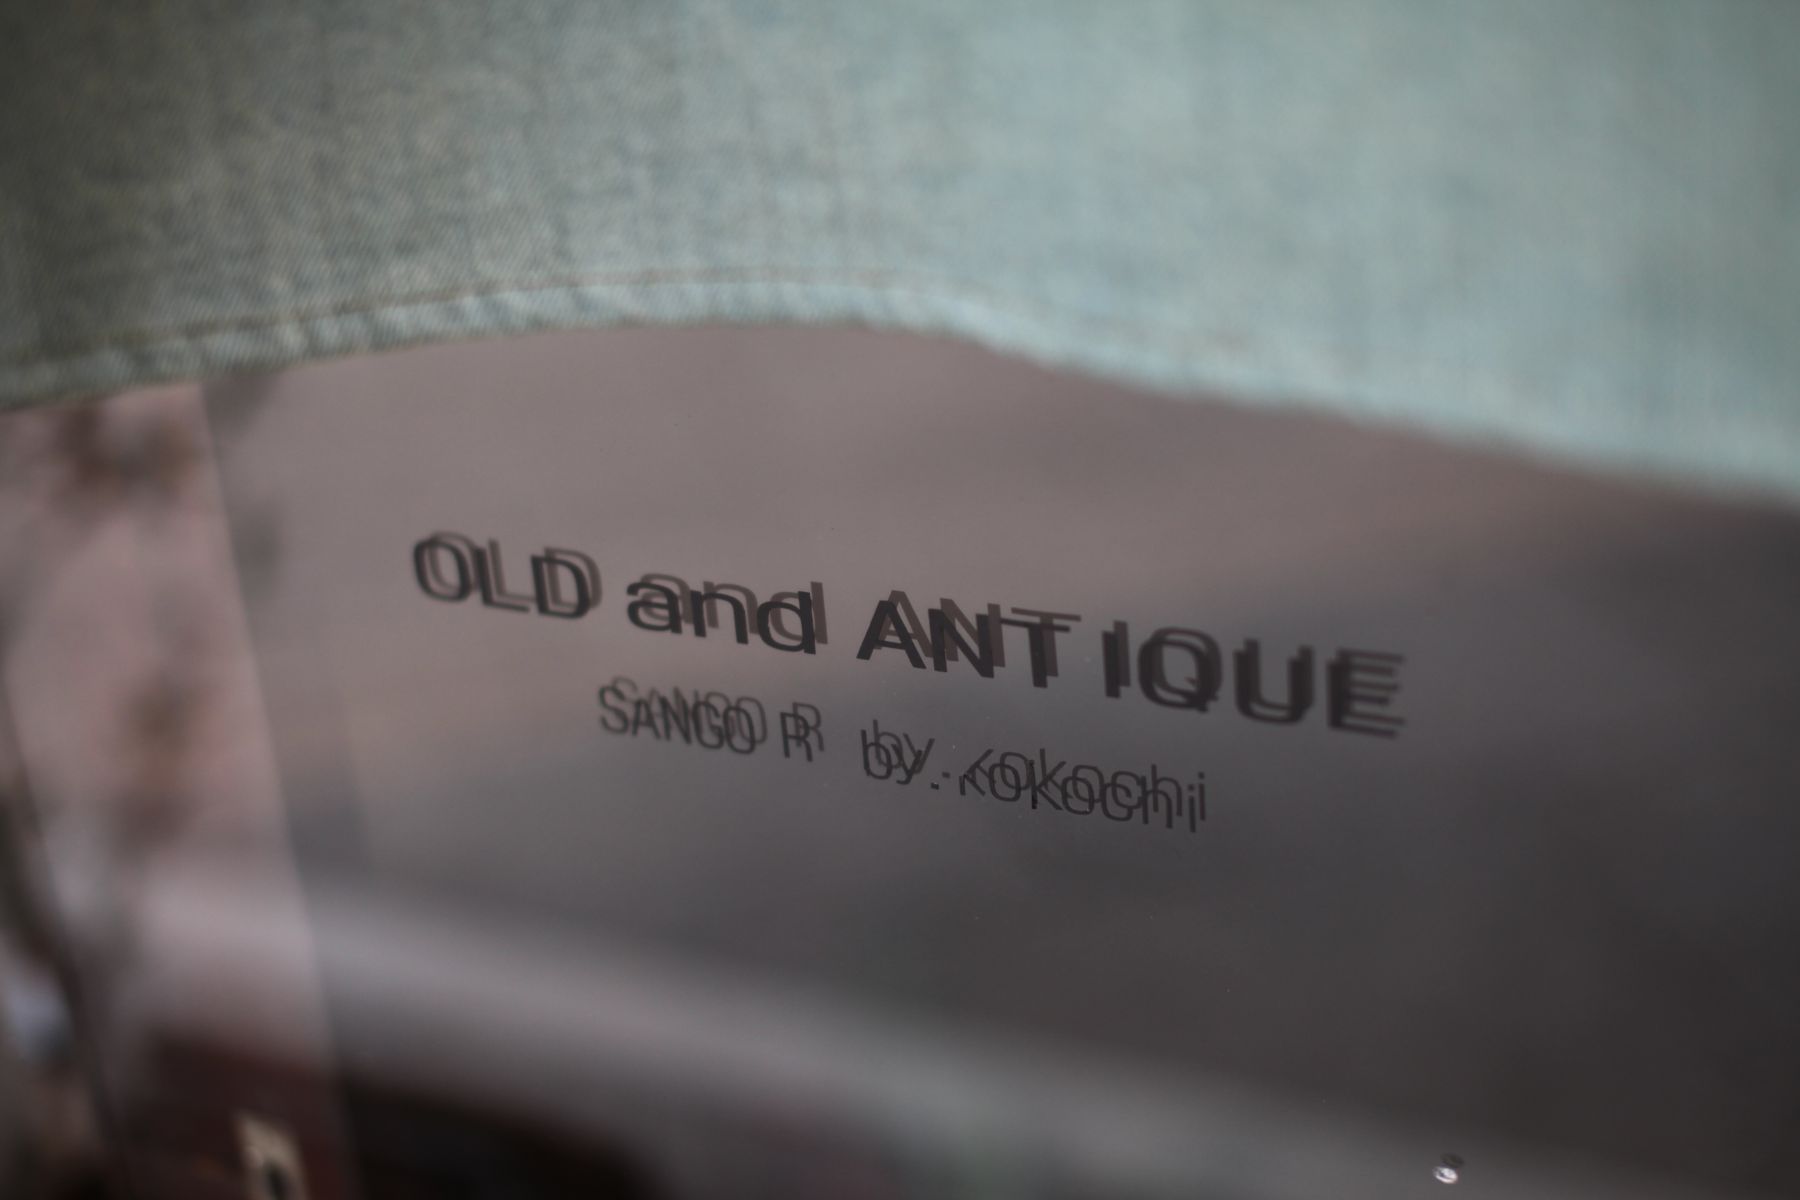 OLD and ANTIQUE
SANGO R by.kokochi